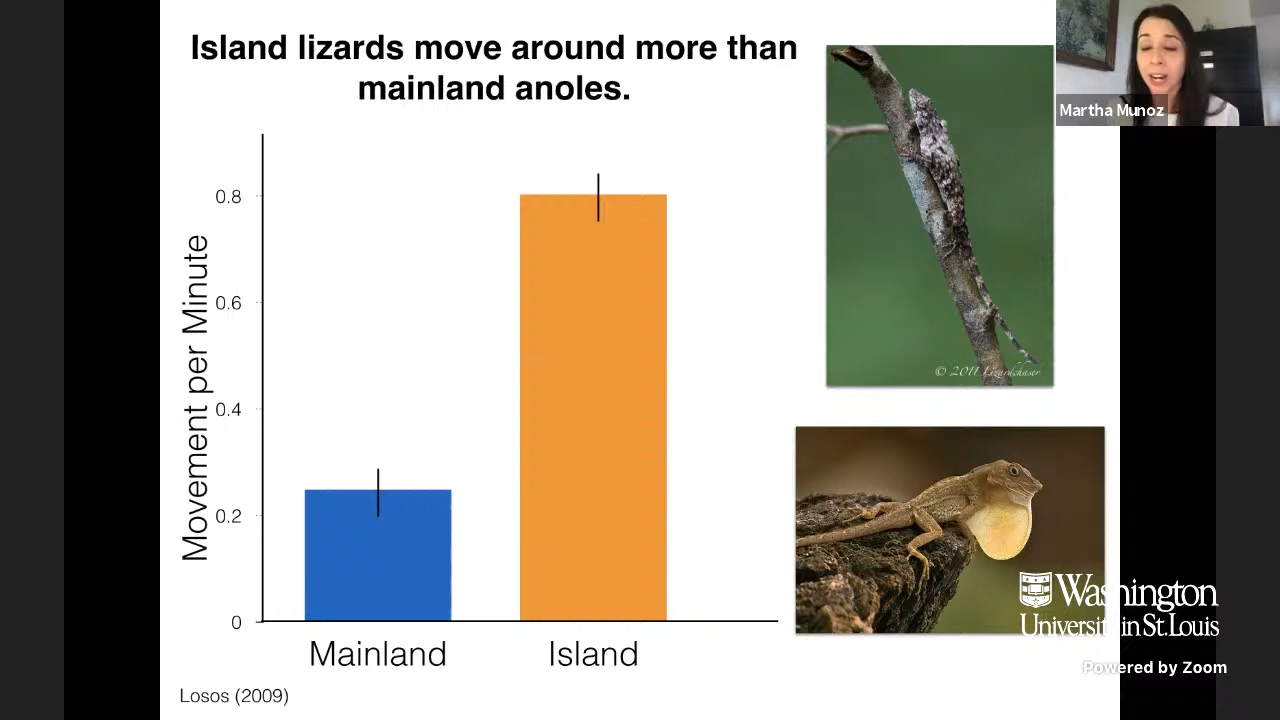 Island lizards move around more than
mainland anoles.
Martha Munoz
Movement per Minute
0.8
0.6
0.4
0.2
0
Mainland
Island
© 2011 Lizardchaser
Washington
University in St. Louis
Powered by Zoom
Losos (2009)